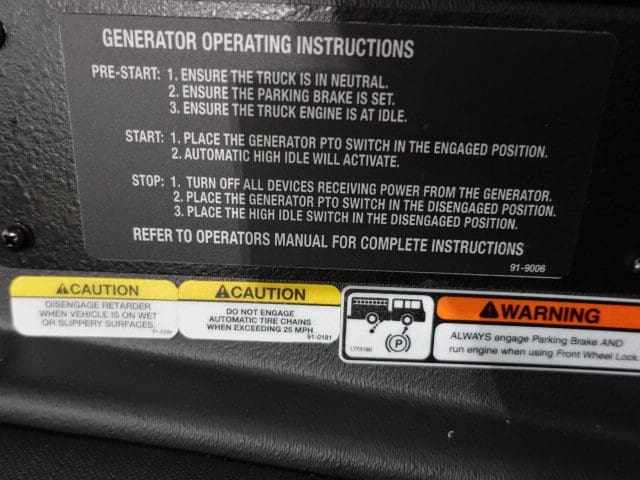 GENERATOR OPERATING INSTRUCTIONS
PRE-START: 1. ENSURE THE TRUCK IS IN NEUTRAL.
2. ENSURE THE PARKING BRAKE IS SET.
3. ENSURE THE TRUCK ENGINE IS AT IDLE.
START: 1. PLACE THE GENERATOR PTO SWITCH IN THE ENGAGED POSITION.
2. AUTOMATIC HIGH IDLE WILL ACTIVATE.
STOP: 1. TURN OFF ALL DEVICES RECEIVING POWER FROM THE GENERATOR.
2. PLACE THE GENERATOR PTO SWITCH IN THE DISENGAGED POSITION.
3. PLACE THE HIGH IDLE SWITCH IN THE DISENGAGED POSITION.
REFER TO OPERATORS MANUAL FOR COMPLETE INSTRUCTIONS
91-9006
CAUTION
DISENGAGE RETARDER
WHEN VEHICLE IS ON WET
OR SLIPPERY SURFACES.
CAUTION
DO NOT ENGAGE
AUTOMATIC TIRE CHAINS
WHEN EXCEEDING 25 MPH
91-0181
P
WARNING
ALWAYS engage Parking Brake AND
run engine when using Front Wheel Lock